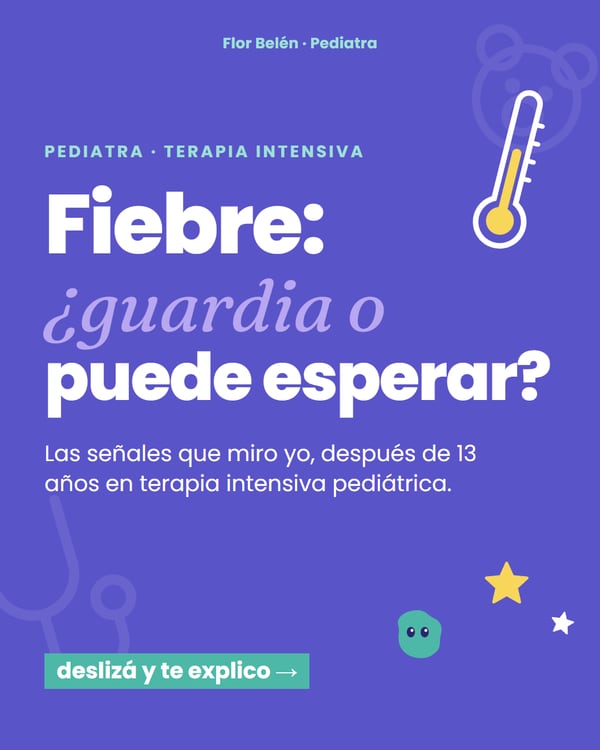 Flor Belén · Pediatra
PEDIATRA · TERAPIA INTENSIVA
Fiebre:
¿guardia o
puede esperar?
Las señales que miro yo, después de 13
años en terapia intensiva pediátrica.
deslizá y te explico →